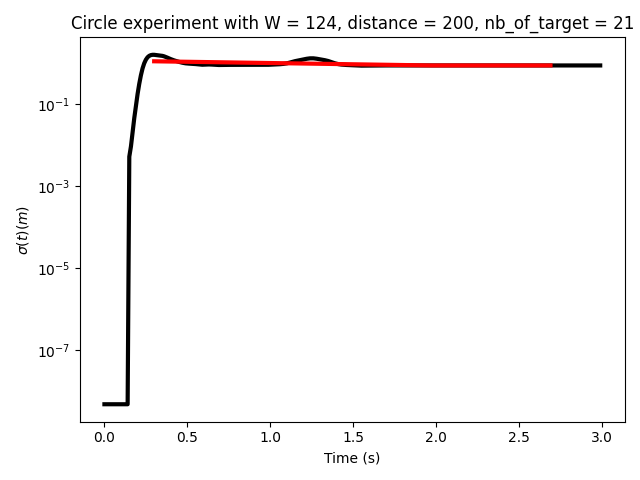 Circle experiment with W = 124, distance = 200, nb_of_target = 21
10⁻¹
10⁻³
10⁻⁵
10⁻⁷
σ(t)(m)
0.0 0.5 1.0 1.5 2.0 2.5 3.0
Time (s)